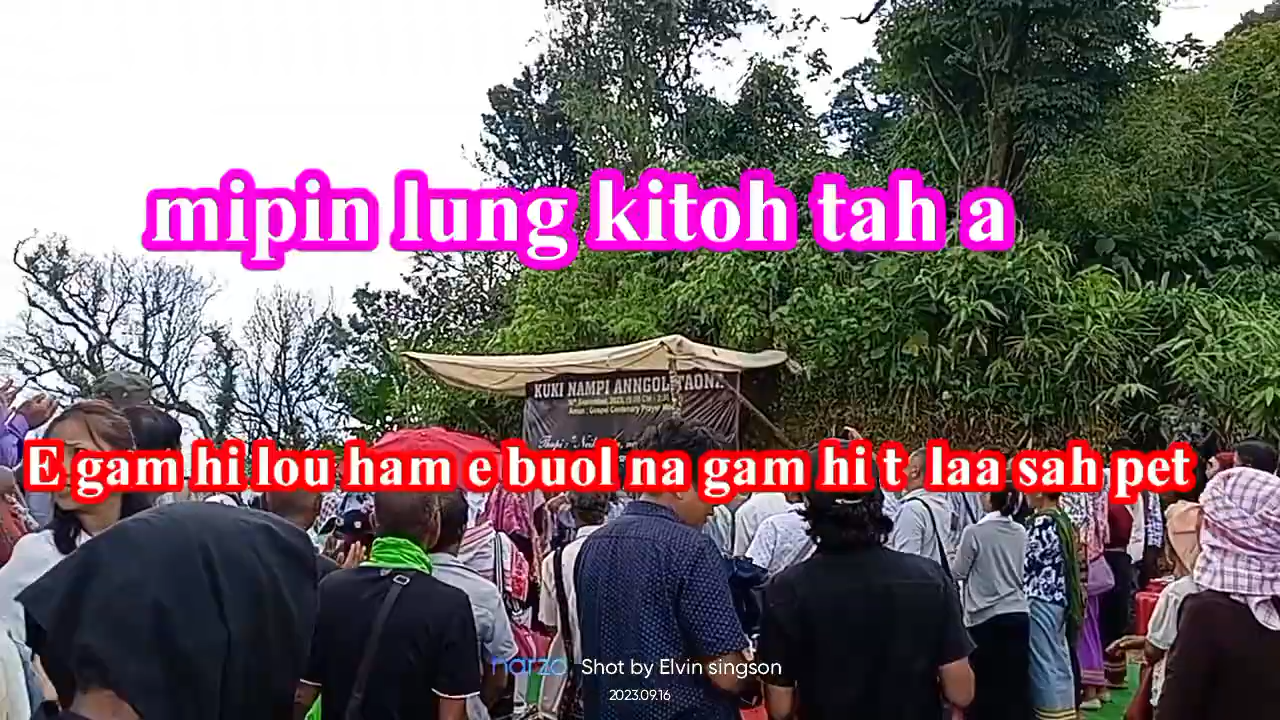 mipin lung kitoh tah a
KUKI NAMPI ANNGOL TAONA
E gam hi lou ham e buol na gam hi t laa sah pet
narzo Shot by Elvin singson
2023.09.16